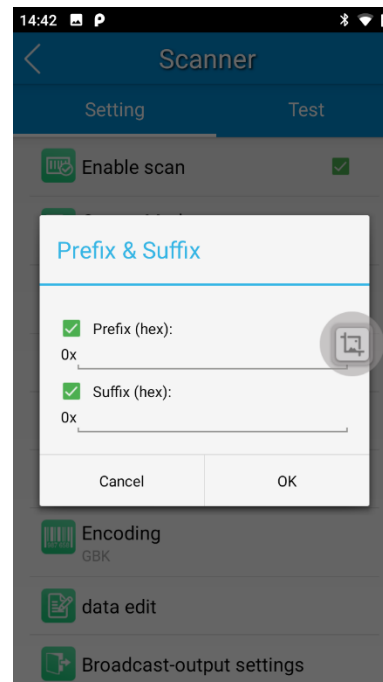 14:42
Scanner
Setting Test
Enable scan
Prefix & Suffix
Prefix (hex):
0x
Suffix (hex):
0x
Cancel OK
Encoding
GBK
data edit
Broadcast-output settings